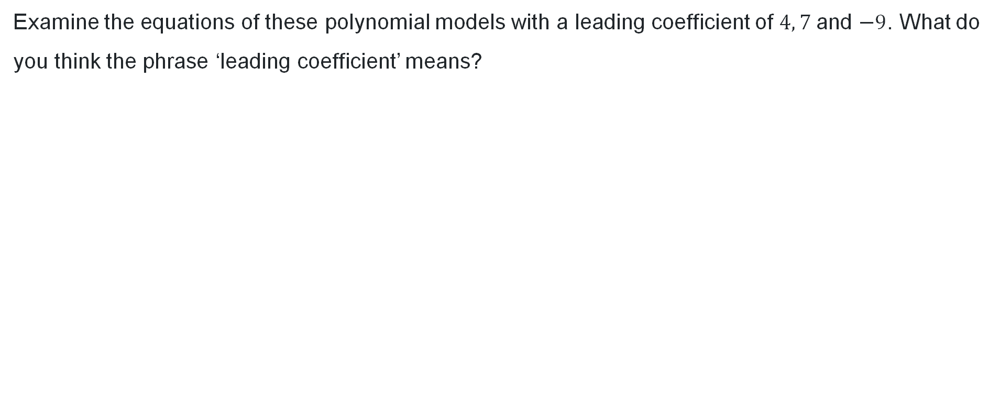 Examine the equations of these polynomial models with a leading coefficient of 4, 7 and −9. What do
you think the phrase ‘leading coefficient’ means?